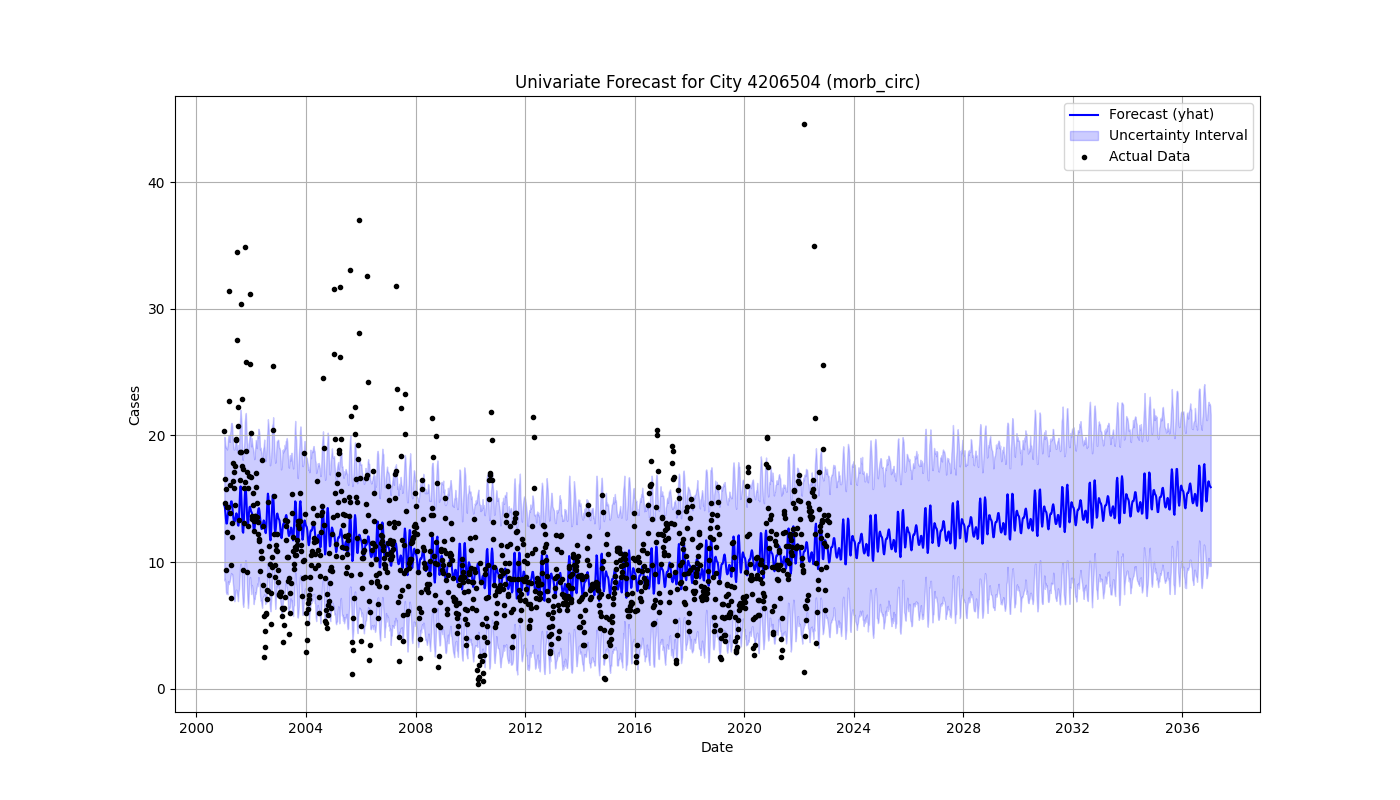 Univariate Forecast for City 4206504 (morb_circ)
Forecast (yhat)
Uncertainty Interval
Actual Data
Cases
40
30
20
10
0
2000 2004 2008 2012 2016 2020 2024 2028 2032 2036
Date